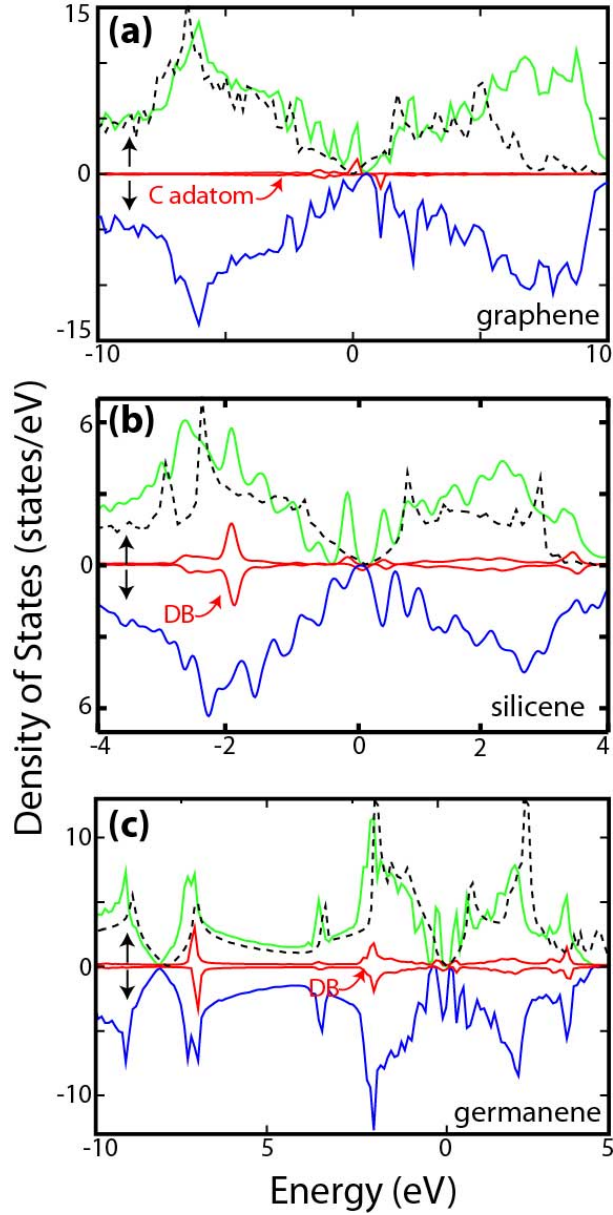 Density of States (states/eV)
(a)
15
0
-15
C adatom
graphene
-10
0
10
(b)
6
0
6
DB
silicene
-4
-2
0
2
4
(c)
10
0
-10
DB
germanene
-10
5
0
5
Energy (eV)